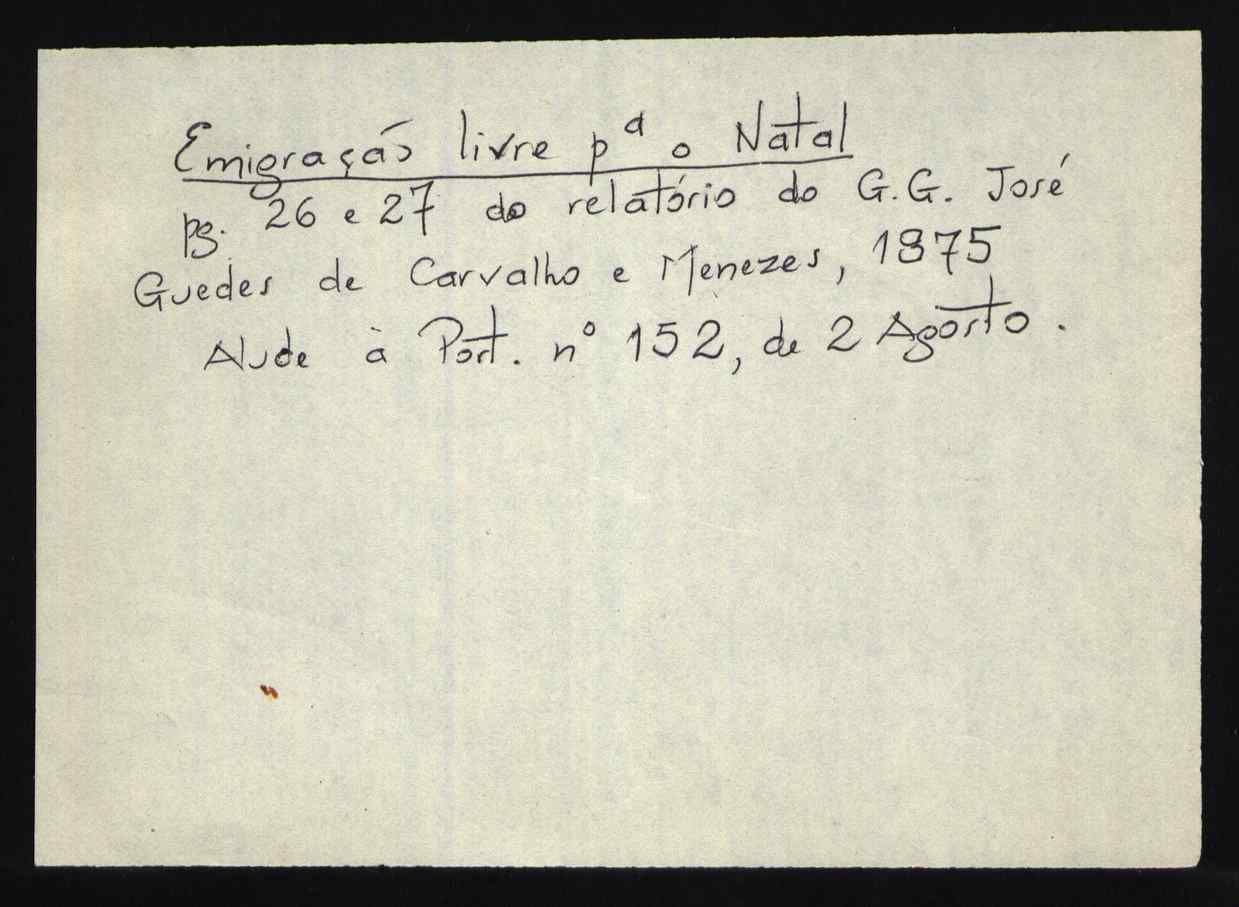 Emigração livre pª o Natal
pg. 26 e 27 do relatório do G.G. José
Guedes de Carvalho e Menezes, 1875
Alude à Port. nº 152, de 2 Agosto.